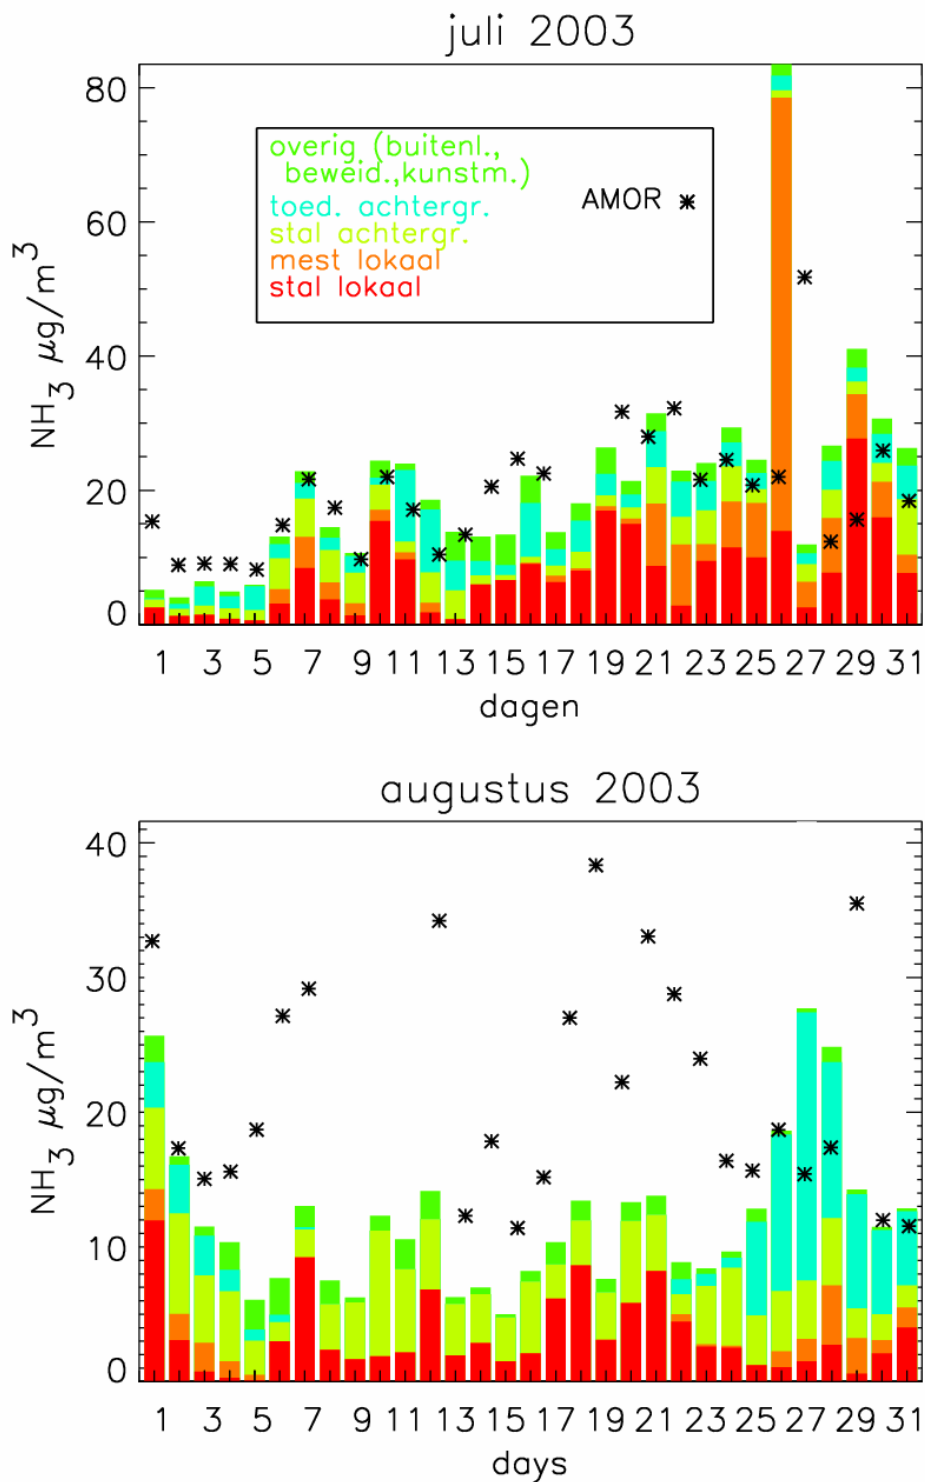 juli 2003
80
60
40
20
0
NH3 μg/m3
overig (buitenl.,
beweid.,kunstm.)
toed. achtergr.
stal achtergr.
mest lokaal
stal lokaal
AMOR *
1 3 5 7 9 11 13 15 17 19 21 23 25 27 29 31
dagen
augustus 2003
40
30
20
10
0
NH3 μg/m3
1 3 5 7 9 11 13 15 17 19 21 23 25 27 29 31
days